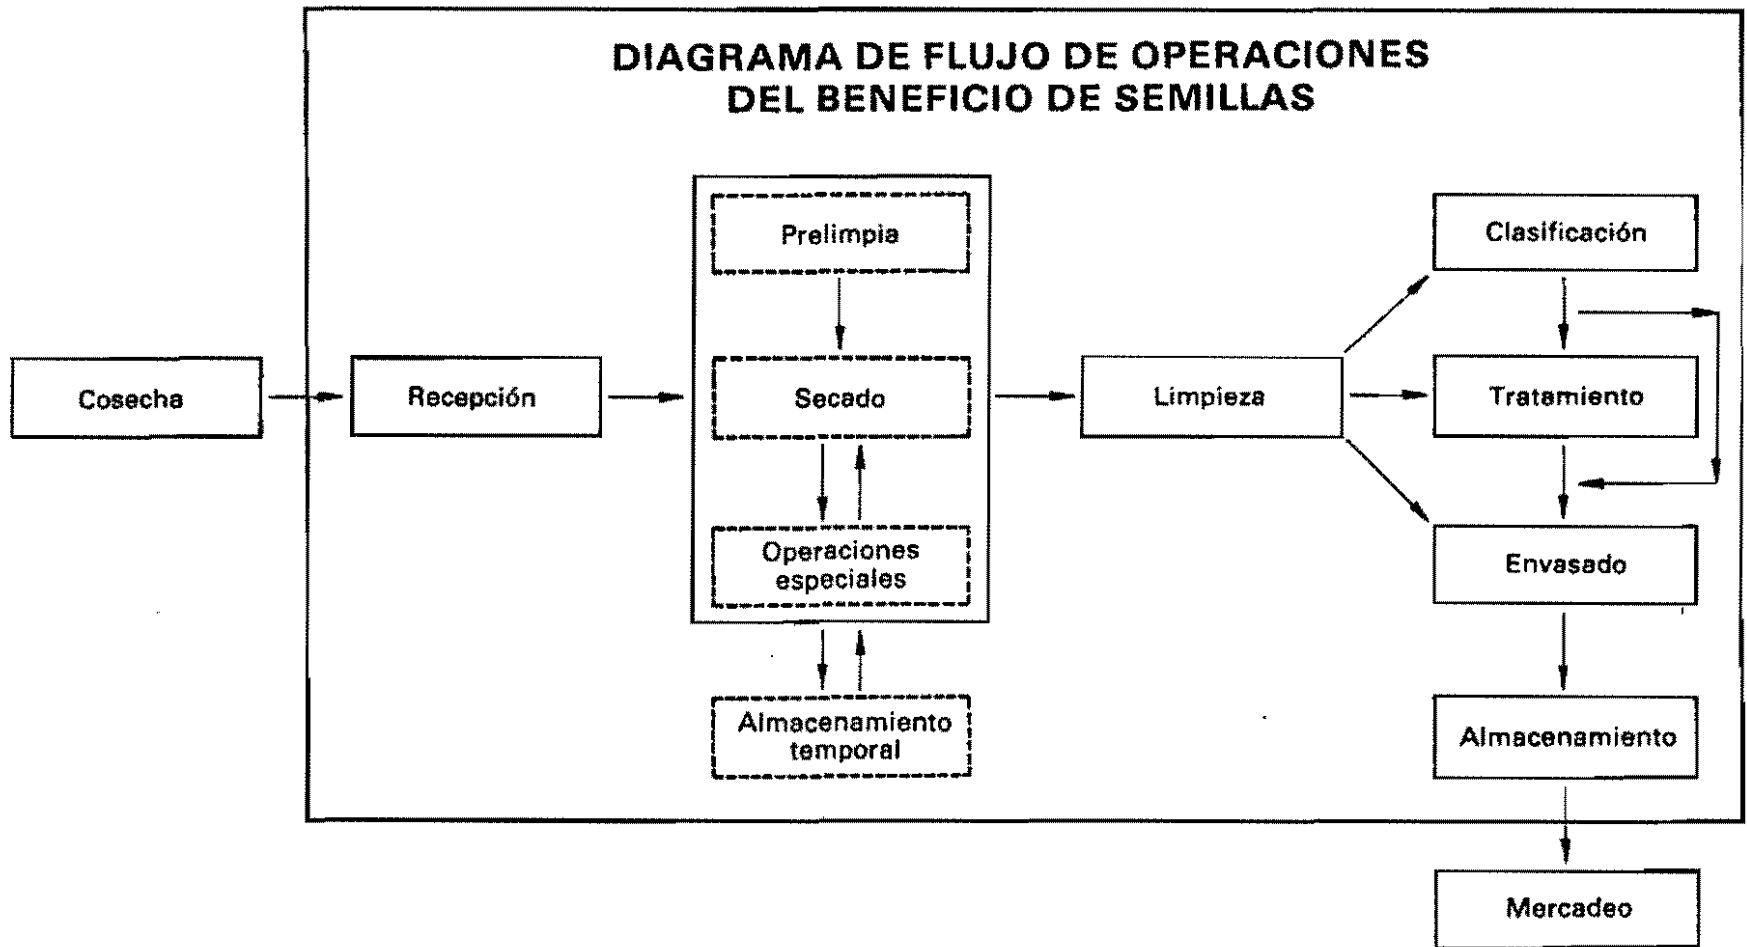 DIAGRAMA DE FLUJO DE OPERACIONES
DEL BENEFICIO DE SEMILLAS
Cosecha
Recepción
Prelimpia
Secado
Operaciones
especiales
Almacenamiento
temporal
Limpieza
Clasificación
Tratamiento
Envasado
Almacenamiento
Mercadeo